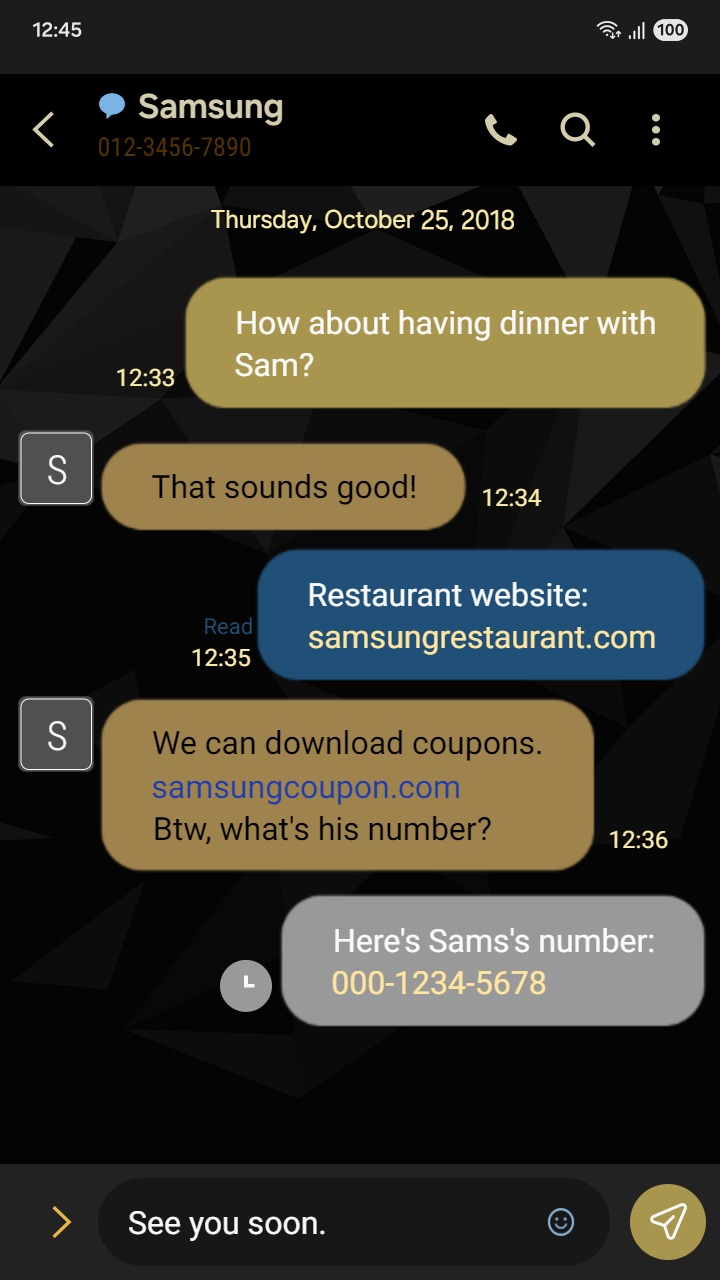 12:45
100
Samsung
012-3456-7890
Thursday, October 25, 2018
How about having dinner with
Sam?
12:33
S
That sounds good!
12:34
Restaurant website:
samsungrestaurant.com
Read
12:35
S
We can download coupons.
samsungcoupon.com
Btw, what's his number?
12:36
Here's Sams's number:
000-1234-5678
See you soon.